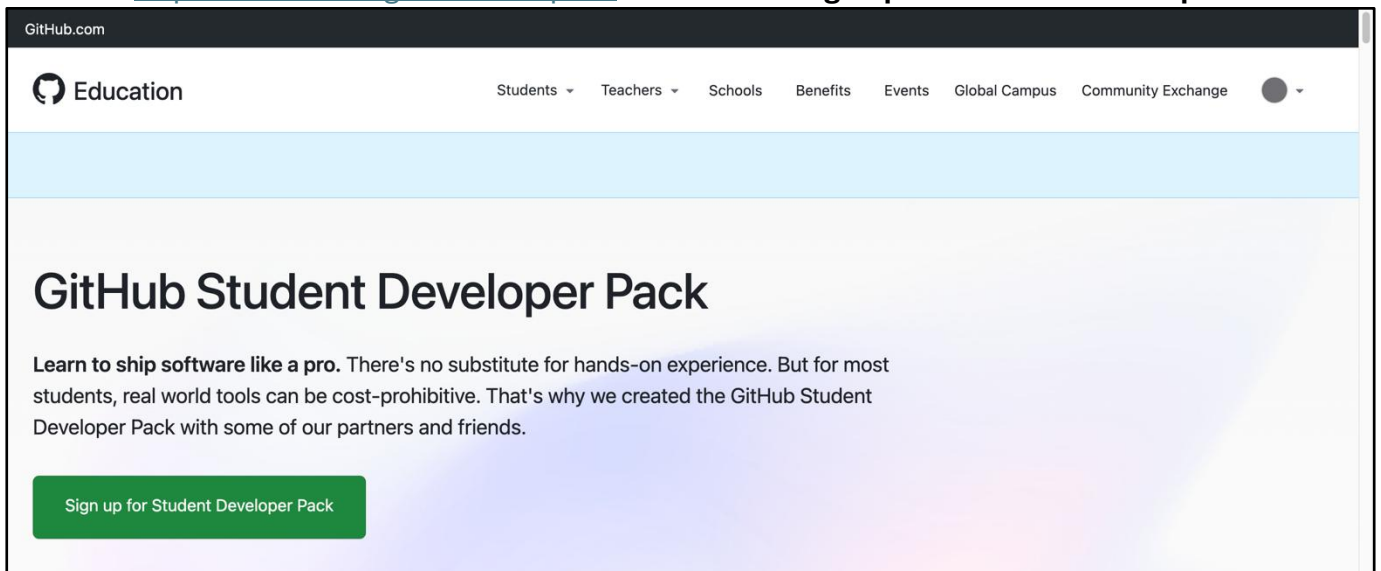 GitHub.com
Education
Students Teachers Schools Benefits Events Global Campus Community Exchange
GitHub Student Developer Pack
Learn to ship software like a pro. There's no substitute for hands-on experience. But for most
students, real world tools can be cost-prohibitive. That's why we created the GitHub Student
Developer Pack with some of our partners and friends.
Sign up for Student Developer Pack